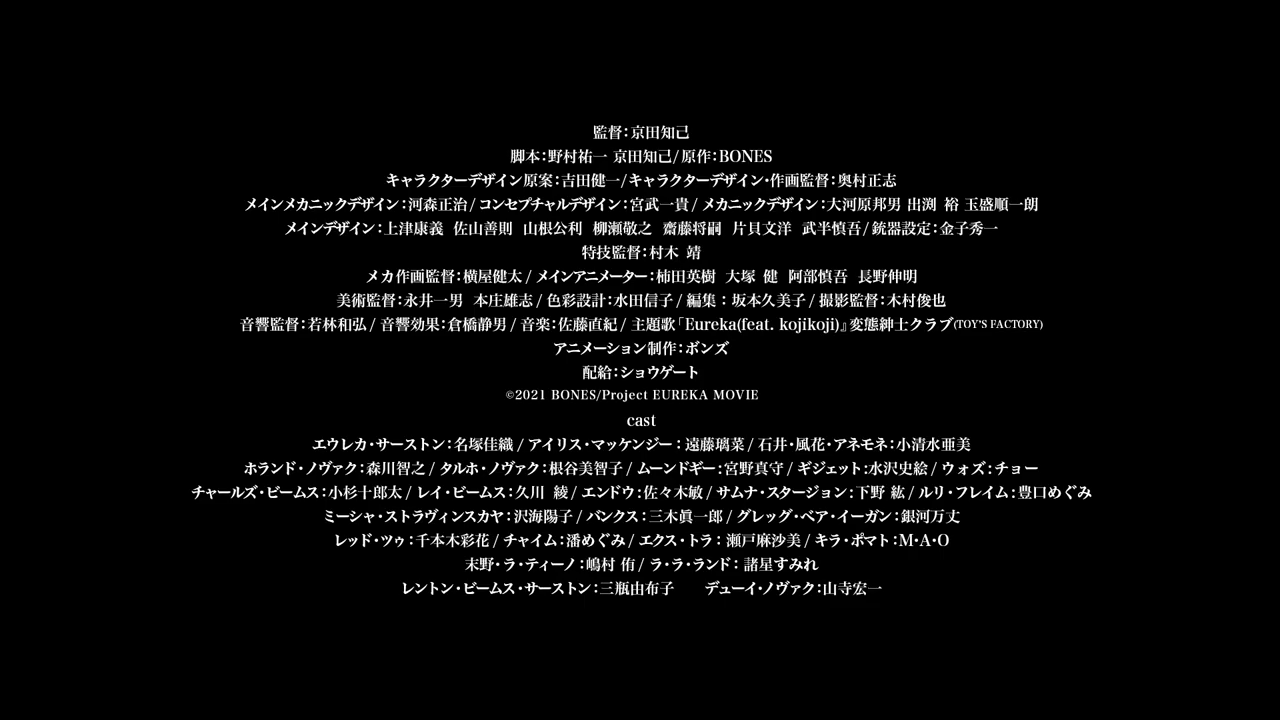 監督：京田知己
脚本：野村祐一 京田知己/原作：BONES
キャラクターデザイン原案：吉田健一/キャラクターデザイン・作画監督：奥村正志
メインメカニックデザイン：河森正治/コンセプチャルデザイン：宮武一貴/メカニックデザイン：大河原邦男 出渕 裕 玉盛順一朗
メインデザイン：上津康義 佐山善則 山根公利 柳瀬敬之 齋藤将嗣 片貝文洋 武半慎吾/銃器設定：金子秀一
特技監督：村木 靖
メカ作画監督：横屋健太/メインアニメーター：柿田英樹 大塚 健 阿部慎吾 長野伸明
美術監督：永井一男 本庄雄志/色彩設計：水田信子/編集：坂本久美子/撮影監督：木村俊也
音響監督：若林和弘/音響効果：倉橋静男/音楽：佐藤直紀/主題歌「Eureka(feat. kojikoji)』変態紳士クラブ(TOY'S FACTORY)
アニメーション制作：ボンズ
配給：ショウゲート
©2021 BONES/Project EUREKA MOVIE
cast
エウレカ・サーストン：名塚佳織/アイリス・マッケンジー：遠藤璃菜/石井・風花・アネモネ：小清水亜美
ホランド・ノヴァク：森川智之/タルホ・ノヴァク：根谷美智子/ムーンドギー：宮野真守/ギジェット：水沢史絵/ウォズ：チョー
チャールズ・ビームス：小杉十郎太/レイ・ビームス：久川 綾/エンドウ：佐々木敏/サムナ・スタージョン：下野 紘/ルリ・フレイム：豊口めぐみ
ミーシャ・ストラヴィンスカヤ：沢海陽子/バンクス：三木眞一郎/グレッグ・ベア・イーガン：銀河万丈
レッド・ツゥ：千本木彩花/チャイム：潘めぐみ/エクス・トラ：瀬戸麻沙美/キラ・ポマト：M・A・O
末野・ラ・ティーノ：嶋村 侑/ラ・ラ・ランド：諸星すみれ
レントン・ビームス・サーストン：三瓶由布子 デューイ・ノヴァク：山寺宏一